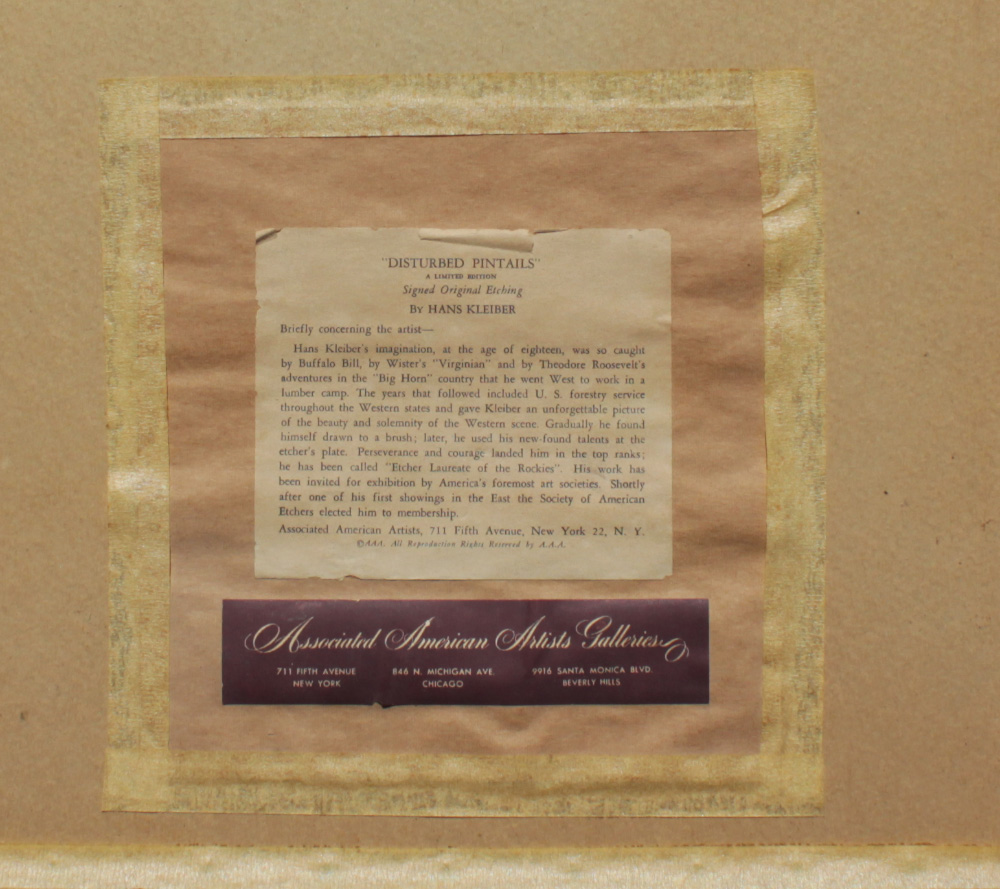 "DISTURBED PINTAILS"
A LIMITED EDITION
Signed Original Etching
By HANS KLEIBER
Briefly concerning the artist—
Hans Kleiber's imagination, at the age of eighteen, was so caught
by Buffalo Bill, by Wister's "Virginian" and by Theodore Roosevelt's
adventures in the "Big Horn" country that he went West to work in a
lumber camp. The years that followed included U. S. forestry service
throughout the Western states and gave Kleiber an unforgettable picture
of the beauty and solemnity of the Western scene. Gradually he found
himself drawn to a brush; later, he used his new-found talents at the
etcher's plate. Perseverance and courage landed him in the top ranks;
he has been called "Etcher Laureate of the Rockies". His work has
been invited for exhibition by America's foremost art societies. Shortly
after one of his first showings in the East the Society of American
Etchers elected him to membership.
Associated American Artists, 711 Fifth Avenue, New York 22, N. Y.
©AAA. All Reproduction Rights Reserved by A.A.A.
Associated American Artists Galleries
711 FIFTH AVENUE 846 N. MICHIGAN AVE. 9916 SANTA MONICA BLVD.
NEW YORK CHICAGO BEVERLY HILLS